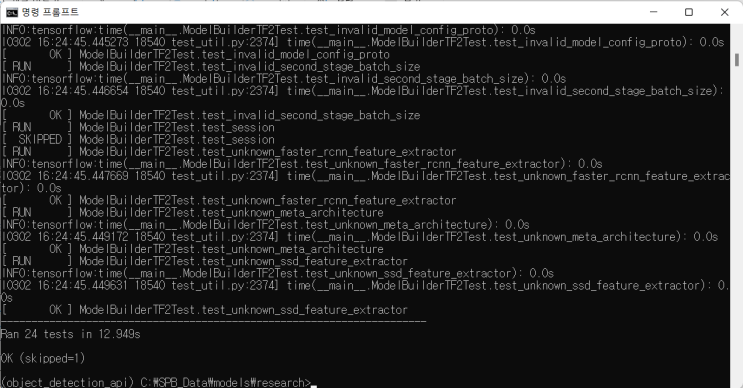 명령 프롬프트
INFO:tensorflow:time(__main__.ModelBuilderTF2Test.test_invalid_model_config_proto): 0.0s
I0302 16:24:45.445273 18540 test_util.py:2374] time(__main__.ModelBuilderTF2Test.test_invalid_model_config_proto): 0.0s
[       OK ] ModelBuilderTF2Test.test_invalid_model_config_proto
[ RUN      ] ModelBuilderTF2Test.test_invalid_second_stage_batch_size
INFO:tensorflow:time(__main__.ModelBuilderTF2Test.test_invalid_second_stage_batch_size): 0.0s
I0302 16:24:45.446654 18540 test_util.py:2374] time(__main__.ModelBuilderTF2Test.test_invalid_second_stage_batch_size):
0.0s
[       OK ] ModelBuilderTF2Test.test_invalid_second_stage_batch_size
[ RUN      ] ModelBuilderTF2Test.test_session
[  SKIPPED ] ModelBuilderTF2Test.test_session
[ RUN      ] ModelBuilderTF2Test.test_unknown_faster_rcnn_feature_extractor
INFO:tensorflow:time(__main__.ModelBuilderTF2Test.test_unknown_faster_rcnn_feature_extractor): 0.0s
I0302 16:24:45.447669 18540 test_util.py:2374] time(__main__.ModelBuilderTF2Test.test_unknown_faster_rcnn_feature_extrac
tor): 0.0s
[       OK ] ModelBuilderTF2Test.test_unknown_faster_rcnn_feature_extractor
[ RUN      ] ModelBuilderTF2Test.test_unknown_meta_architecture
INFO:tensorflow:time(__main__.ModelBuilderTF2Test.test_unknown_meta_architecture): 0.0s
I0302 16:24:45.449172 18540 test_util.py:2374] time(__main__.ModelBuilderTF2Test.test_unknown_meta_architecture): 0.0s
[       OK ] ModelBuilderTF2Test.test_unknown_meta_architecture
[ RUN      ] ModelBuilderTF2Test.test_unknown_ssd_feature_extractor
INFO:tensorflow:time(__main__.ModelBuilderTF2Test.test_unknown_ssd_feature_extractor): 0.0s
I0302 16:24:45.449631 18540 test_util.py:2374] time(__main__.ModelBuilderTF2Test.test_unknown_ssd_feature_extractor): 0.
0s
[       OK ] ModelBuilderTF2Test.test_unknown_ssd_feature_extractor
----------------------------------------------------------------------
Ran 24 tests in 12.949s
OK (skipped=1)
(object_detection_api) C:₩SPB_Data₩models₩research>